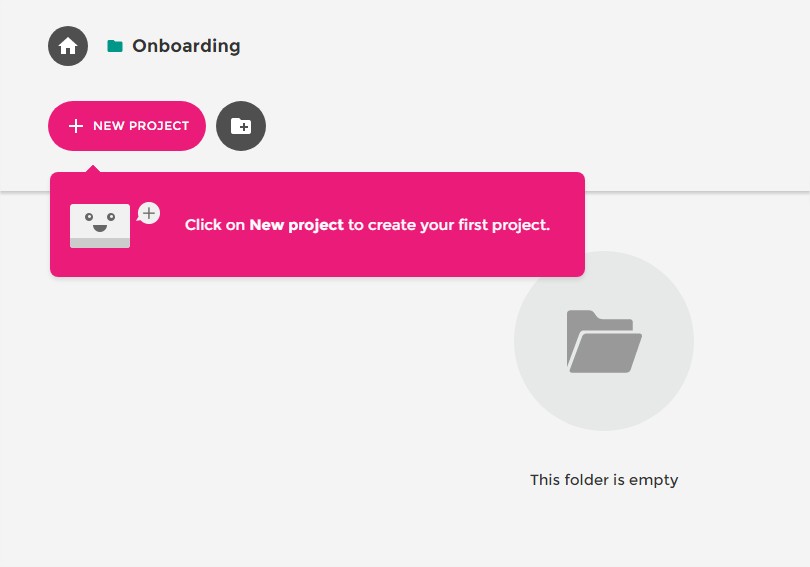 Onboarding
NEW PROJECT
Click on New project to create your first project.
This folder is empty